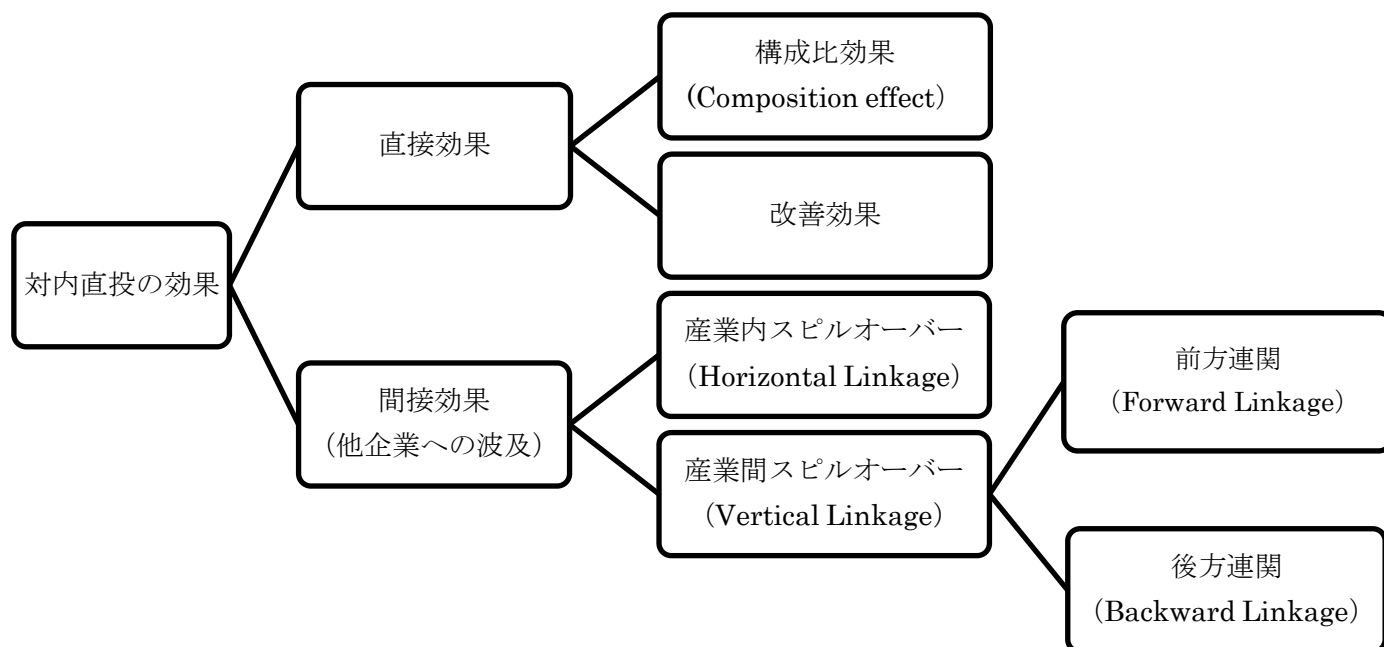 対内直投の効果
直接効果
構成比効果
(Composition effect）
改善効果
間接効果
（他企業への波及）
産業内スピルオーバー
（Horizontal Linkage）
産業間スピルオーバー
（Vertical Linkage）
前方連関
（Forward Linkage）
後方連関
（Backward Linkage）